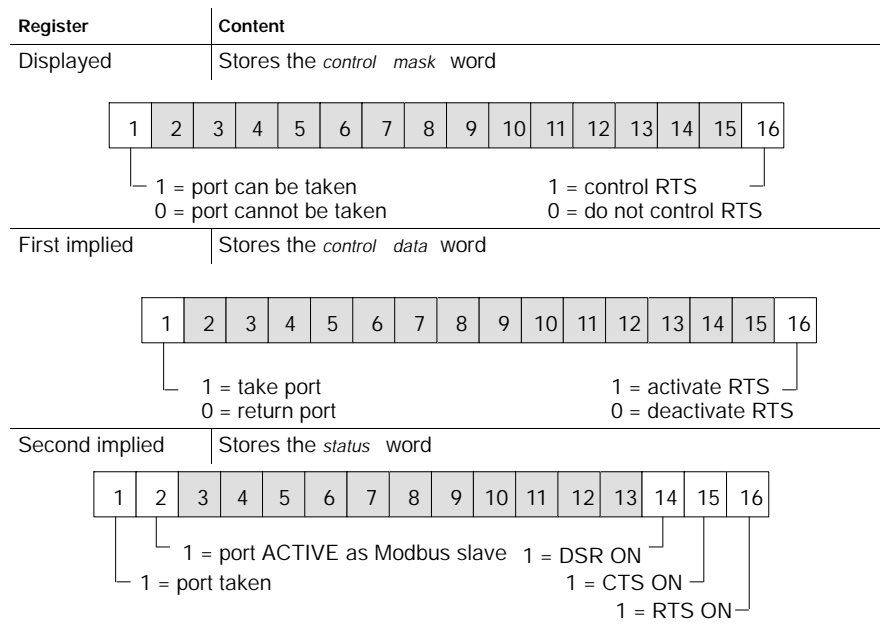 Register Content
Displayed Stores the control mask word
1 2 3 4 5 6 7 8 9 10 11 12 13 14 15 16
1 = port can be taken 1 = control RTS
0 = port cannot be taken 0 = do not control RTS
First implied Stores the control data word
1 2 3 4 5 6 7 8 9 10 11 12 13 14 15 16
1 = take port 1 = activate RTS
0 = return port 0 = deactivate RTS
Second implied Stores the status word
1 2 3 4 5 6 7 8 9 10 11 12 13 14 15 16
1 = port ACTIVE as Modbus slave 1 = DSR ON
1 = port taken 1 = CTS ON
1 = RTS ON